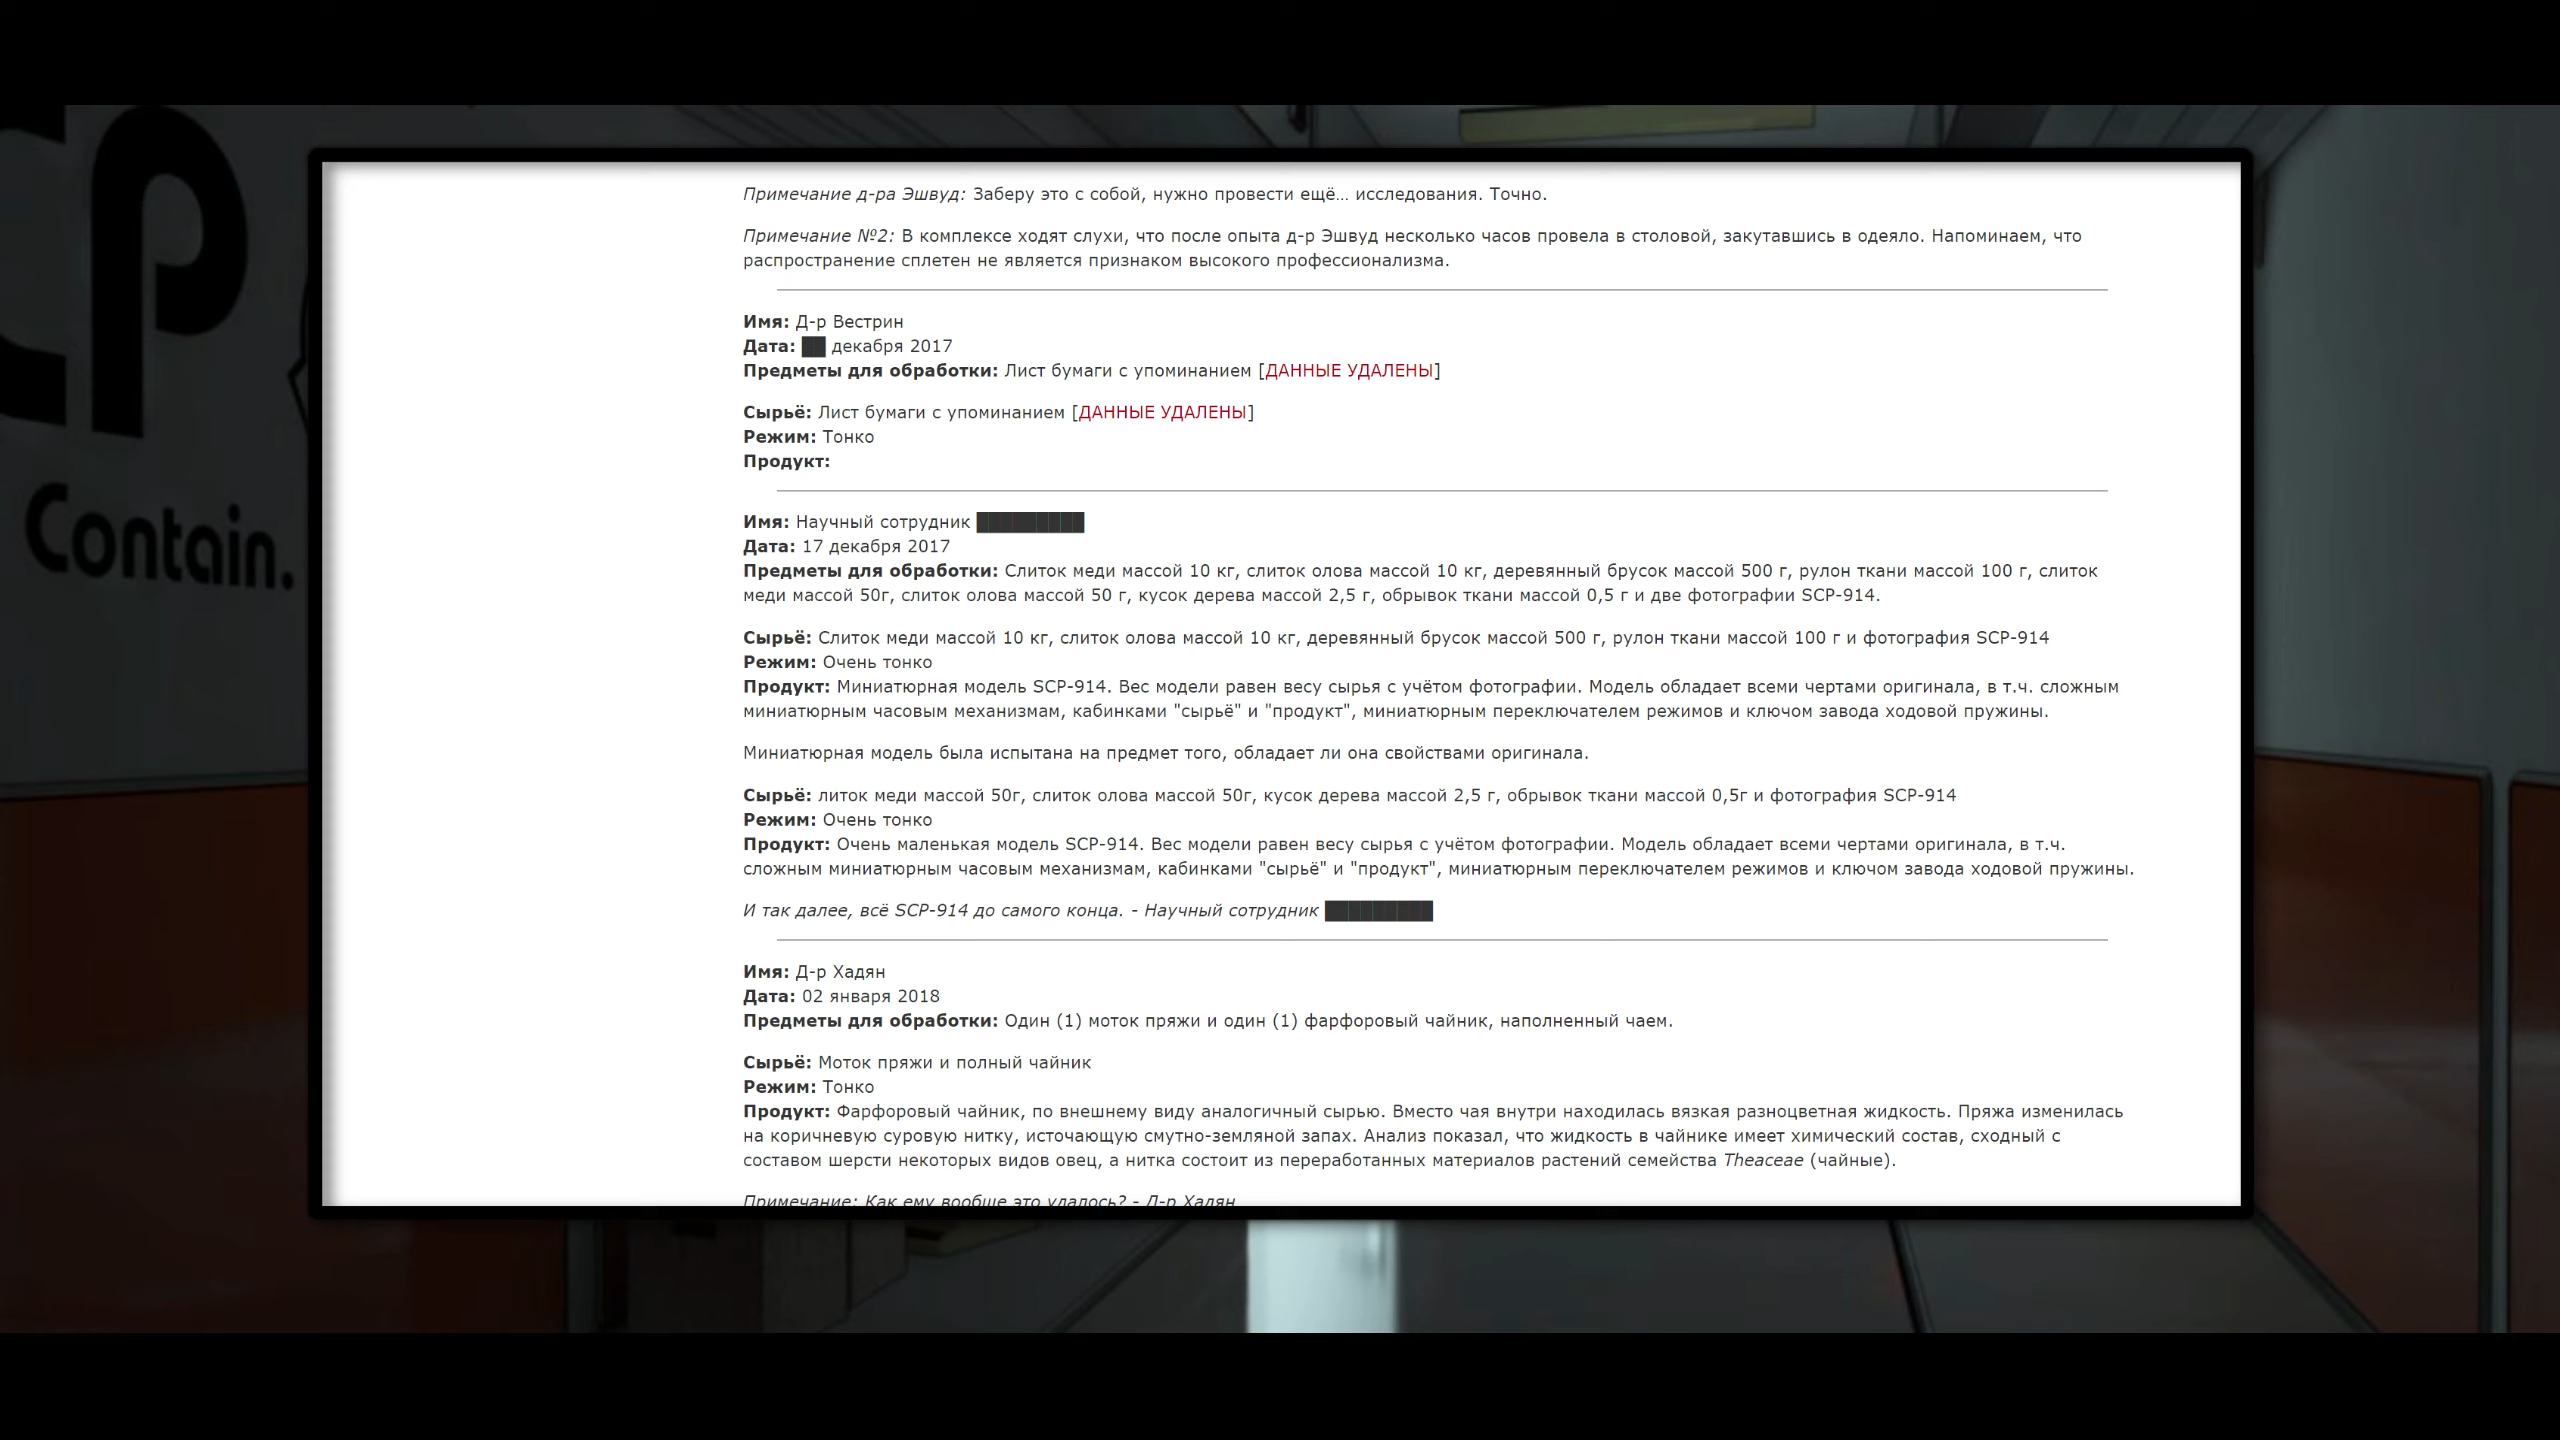 CP
Contain.
Примечание д-ра Эшвуд: Заберу это с собой, нужно провести ещё... исследования. Точно.
Примечание №2: В комплексе ходят слухи, что после опыта д-р Эшвуд несколько часов провела в столовой, закутавшись в одеяло. Напоминаем, что
распространение сплетен не является признаком высокого профессионализма.
Имя: Д-р Вестрин
Дата: ██ декабря 2017
Предметы для обработки: Лист бумаги с упоминанием [ДАННЫЕ УДАЛЕНЫ]
Сырьё: Лист бумаги с упоминанием [ДАННЫЕ УДАЛЕНЫ]
Режим: Тонко
Продукт:
Имя: Научный сотрудник █████████
Дата: 17 декабря 2017
Предметы для обработки: Слиток меди массой 10 кг, слиток олова массой 10 кг, деревянный брусок массой 500 г, рулон ткани массой 100 г, слиток
меди массой 50г, слиток олова массой 50 г, кусок дерева массой 2,5 г, обрывок ткани массой 0,5 г и две фотографии SCP-914.
Сырьё: Слиток меди массой 10 кг, слиток олова массой 10 кг, деревянный брусок массой 500 г, рулон ткани массой 100 г и фотография SCP-914
Режим: Очень тонко
Продукт: Миниатюрная модель SCP-914. Вес модели равен весу сырья с учётом фотографии. Модель обладает всеми чертами оригинала, в т.ч. сложным
миниатюрным часовым механизмам, кабинками "сырьё" и "продукт", миниатюрным переключателем режимов и ключом завода ходовой пружины.
Миниатюрная модель была испытана на предмет того, обладает ли она свойствами оригинала.
Сырьё: литок меди массой 50г, слиток олова массой 50г, кусок дерева массой 2,5 г, обрывок ткани массой 0,5г и фотография SCP-914
Режим: Очень тонко
Продукт: Очень маленькая модель SCP-914. Вес модели равен весу сырья с учётом фотографии. Модель обладает всеми чертами оригинала, в т.ч.
сложным миниатюрным часовым механизмам, кабинками "сырьё" и "продукт", миниатюрным переключателем режимов и ключом завода ходовой пружины.
И так далее, всё SCP-914 до самого конца. - Научный сотрудник █████████
Имя: Д-р Хадян
Дата: 02 января 2018
Предметы для обработки: Один (1) моток пряжи и один (1) фарфоровый чайник, наполненный чаем.
Сырьё: Моток пряжи и полный чайник
Режим: Тонко
Продукт: Фарфоровый чайник, по внешнему виду аналогичный сырью. Вместо чая внутри находилась вязкая разноцветная жидкость. Пряжа изменилась
на коричневую суровую нитку, источающую смутно-земляной запах. Анализ показал, что жидкость в чайнике имеет химический состав, сходный с
составом шерсти некоторых видов овец, а нитка состоит из переработанных материалов растений семейства Theaceae (чайные).
Примечание: Как ему вообще это удалось? - Д-р Хадян